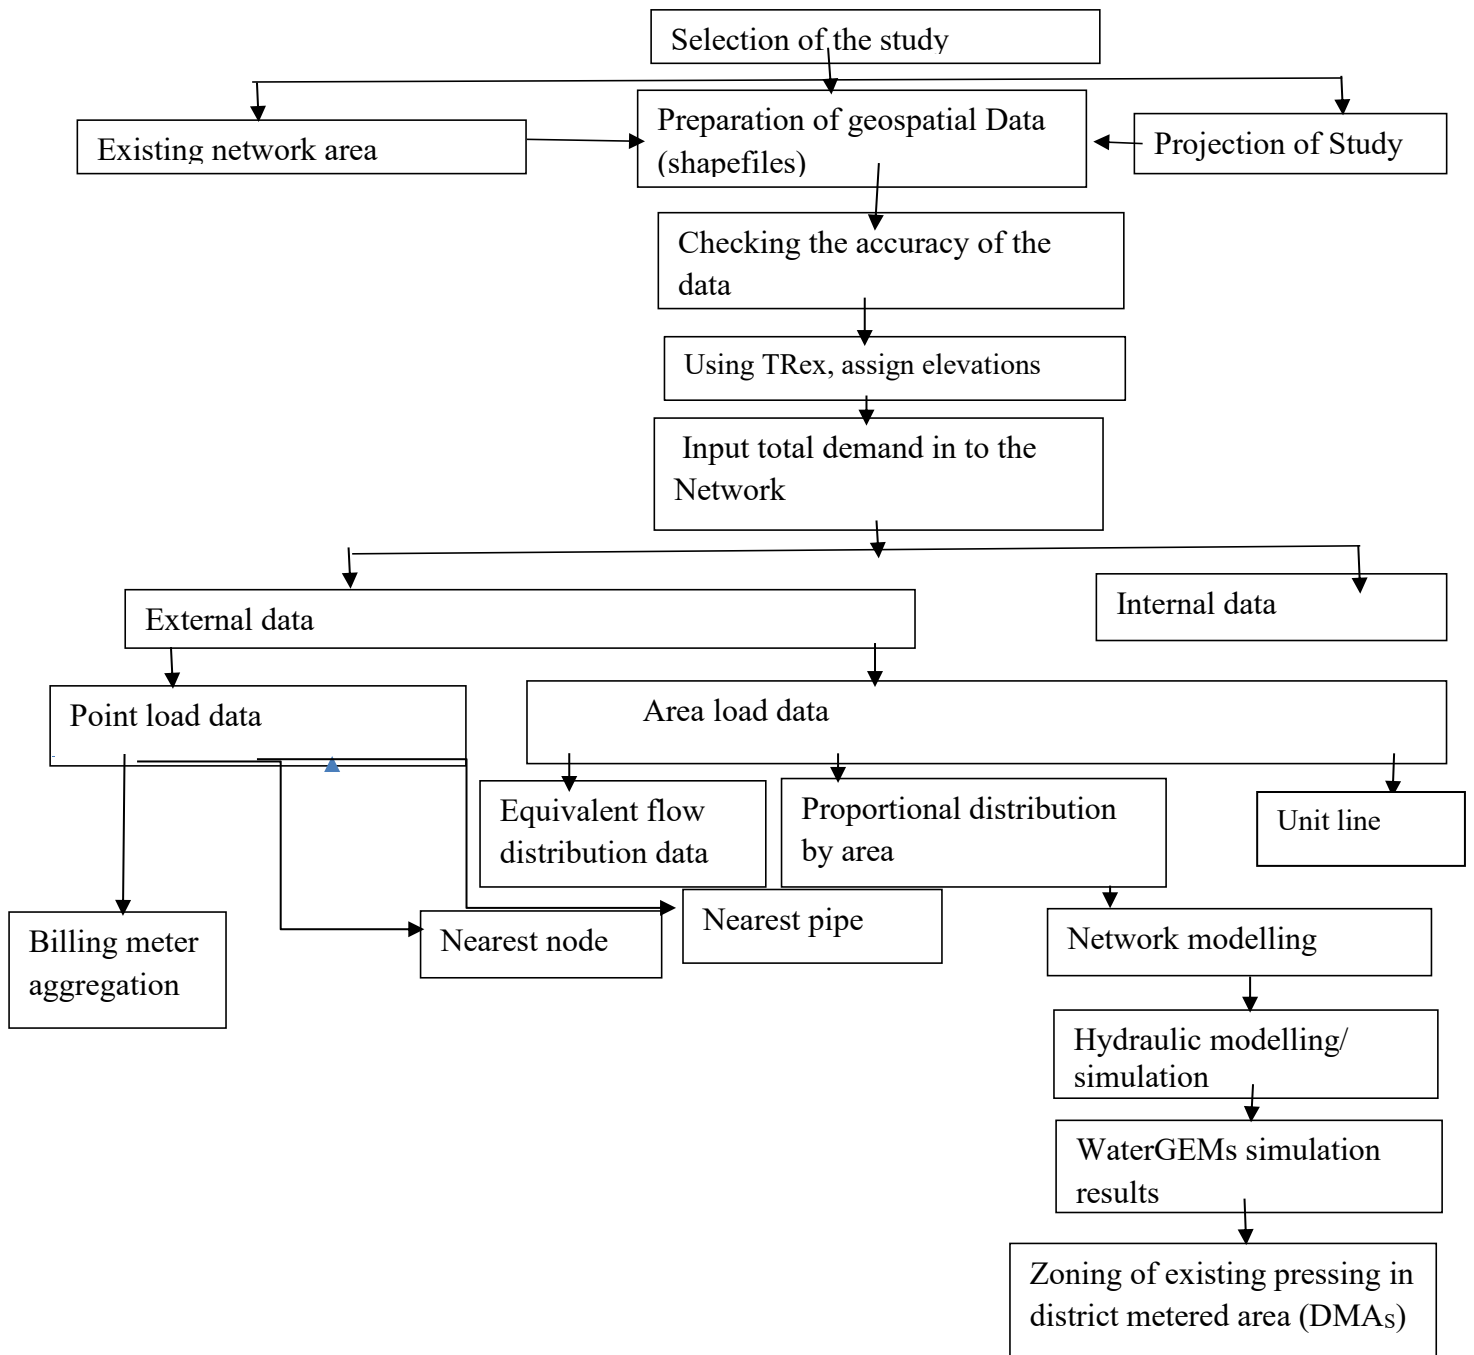 Selection of the study
Existing network area
Preparation of geospatial Data
(shapefiles)
Projection of Study
Checking the accuracy of the
data
Using TRex, assign elevations
Input total demand in to the
Network
External data
Internal data
Point load data
Area load data
Equivalent flow
distribution data
Proportional distribution
by area
Unit line
Billing meter
aggregation
Nearest node
Nearest pipe
Network modelling
Hydraulic modelling/
simulation
WaterGEMs simulation
results
Zoning of existing pressing in
district metered area (DMAs)